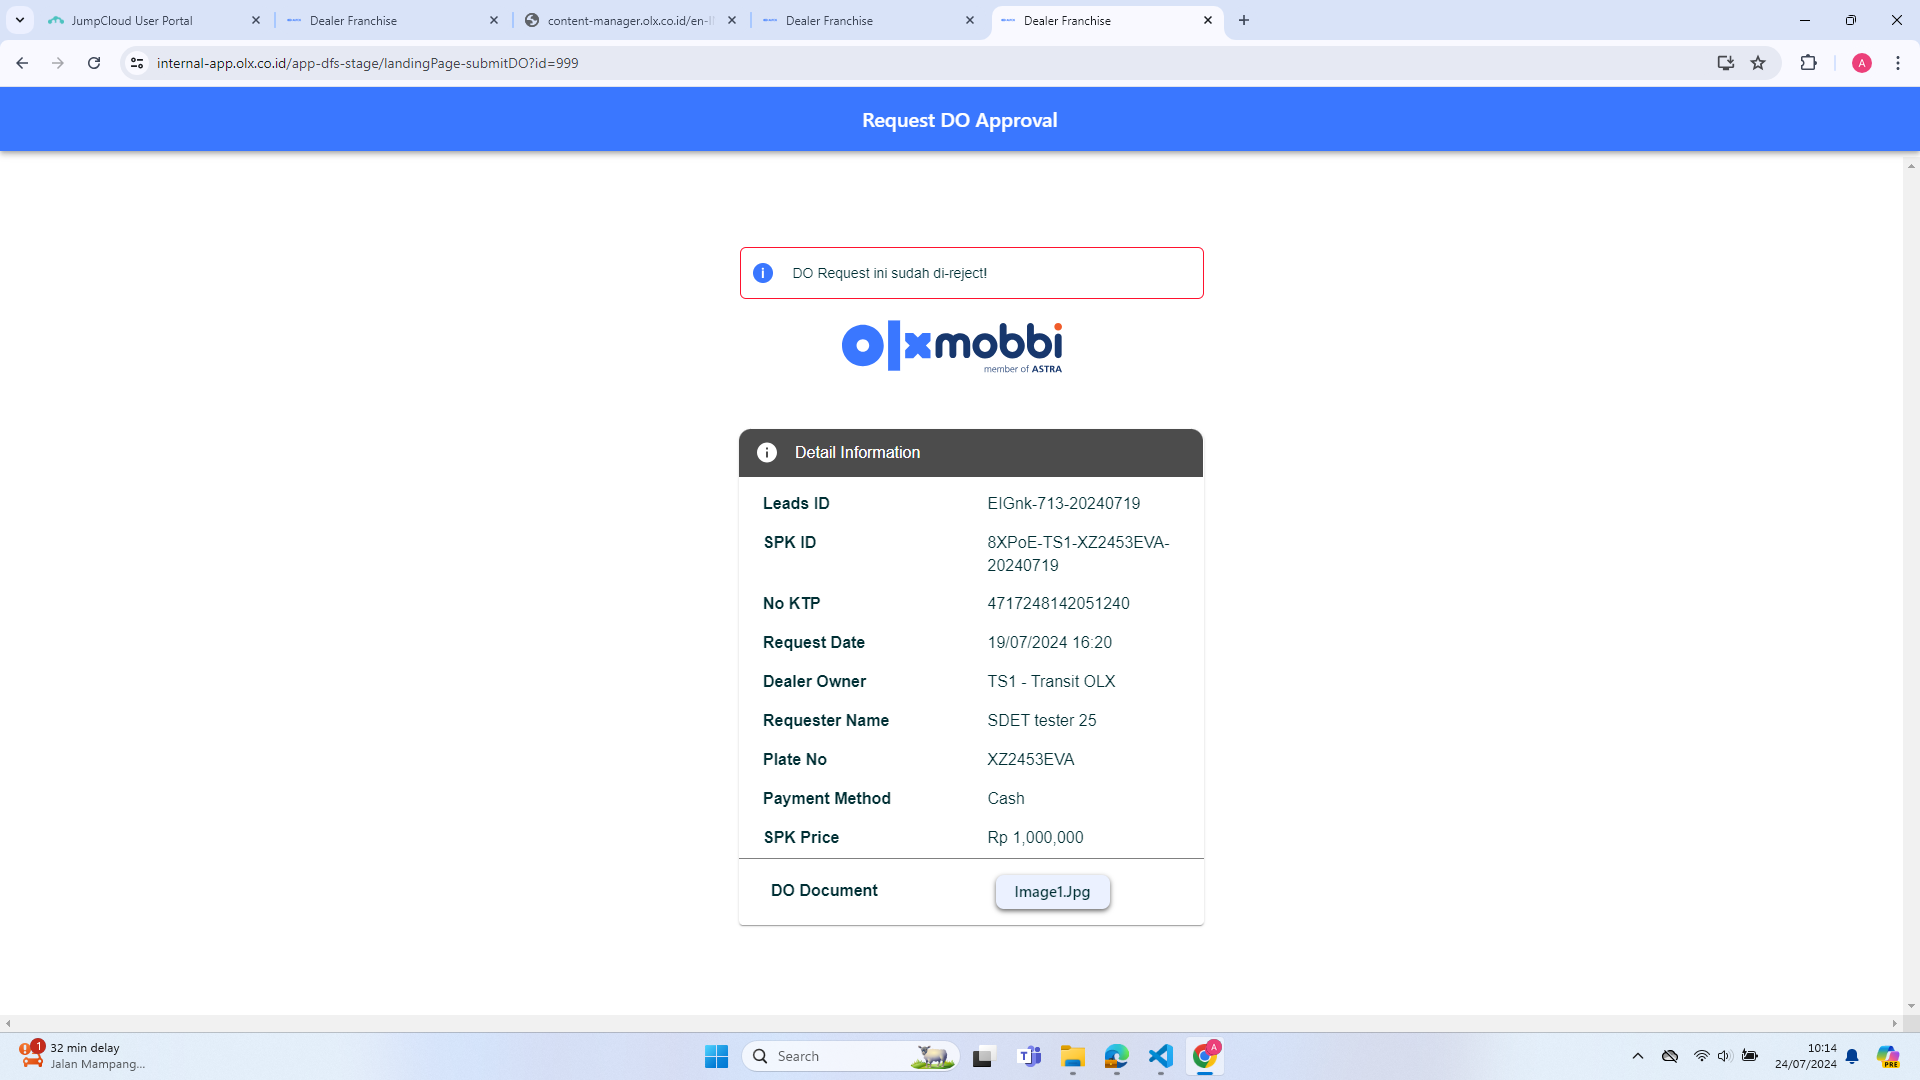 JumpCloud User Portal
Dealer Franchise
content-manager.olx.co.id/en-I
Dealer Franchise
Dealer Franchise
internal-app.olx.co.id/app-dfs-stage/landingPage-submitDO?id=999
A
Request DO Approval
DO Request ini sudah di-reject!
olxmobbi
member of ASTRA
Detail Information
Leads ID EIGnk-713-20240719
SPK ID 8XPoE-TS1-XZ2453EVA-
20240719
No KTP 4717248142051240
Request Date 19/07/2024 16:20
Dealer Owner TS1 - Transit OLX
Requester Name SDET tester 25
Plate No XZ2453EVA
Payment Method Cash
SPK Price Rp 1,000,000
DO Document Image1.Jpg
1
32 min delay
Jalan Mampang...
Search
A
10:14
24/07/2024
PRE